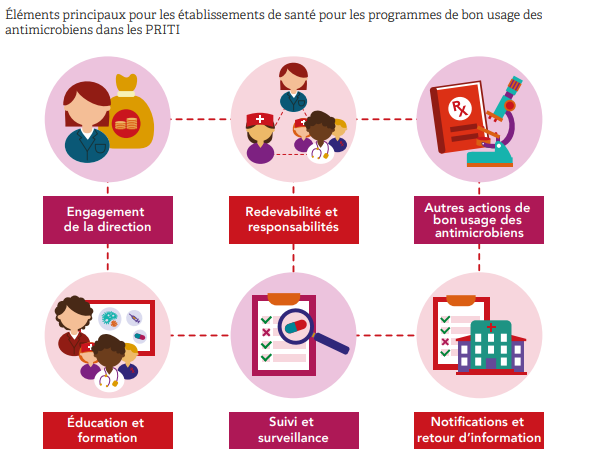 Éléments principaux pour les établissements de santé pour les programmes de bon usage des
antimicrobiens dans les PRITI
Rx
Engagement
de la direction
Redevabilité et
responsabilités
Autres actions de
bon usage des
antimicrobiens
Éducation et
formation
Suivi et
surveillance
Notifications et
retour d'information